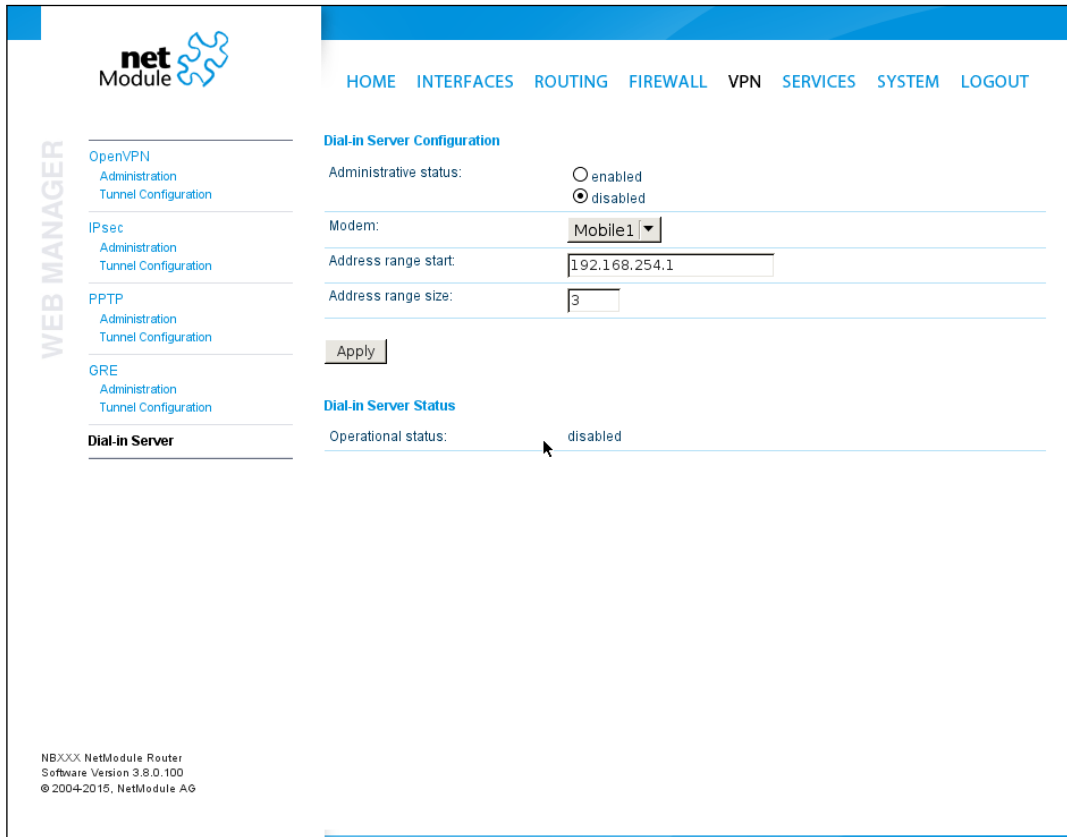 net
Module
HOME INTERFACES ROUTING FIREWALL VPN SERVICES SYSTEM LOGOUT
WEB MANAGER
OpenVPN
Administration
Tunnel Configuration
IPsec
Administration
Tunnel Configuration
PPTP
Administration
Tunnel Configuration
GRE
Administration
Tunnel Configuration
Dial-in Server
Dial-in Server Configuration
Administrative status:
enabled
disabled
Modem: Mobile1
Address range start: 192.168.254.1
Address range size: 3
Apply
Dial-in Server Status
Operational status: disabled
NBXXX NetModule Router
Software Version 3.8.0.100
© 2004-2015, NetModule AG